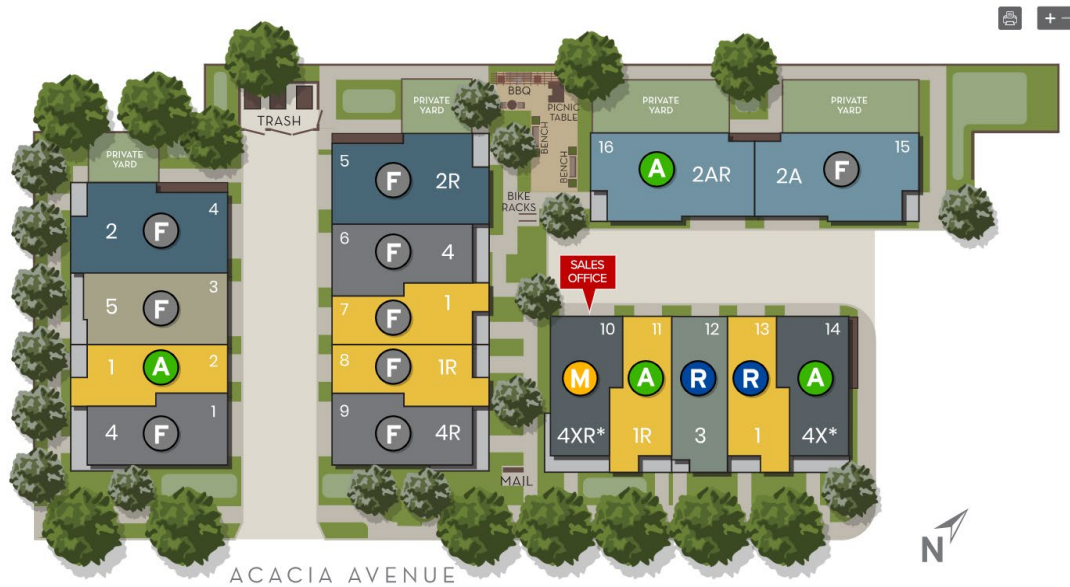 + −
TRASH
PRIVATE
YARD
BBQ
PICNIC
TABLE
BENCH
BENCH
BIKE
RACKS
PRIVATE
YARD
PRIVATE
YARD
PRIVATE
YARD
4
2
F
3
5
F
1
A
2
1
4
F
5
F
2R
6
F
4
7
F
1
8
F
1R
9
F
4R
16
A
2AR
15
2A
F
SALES
OFFICE
10
M
4XR*
11
A
1R
12
R
3
13
R
1
14
A
4X*
MAIL
N
ACACIA AVENUE